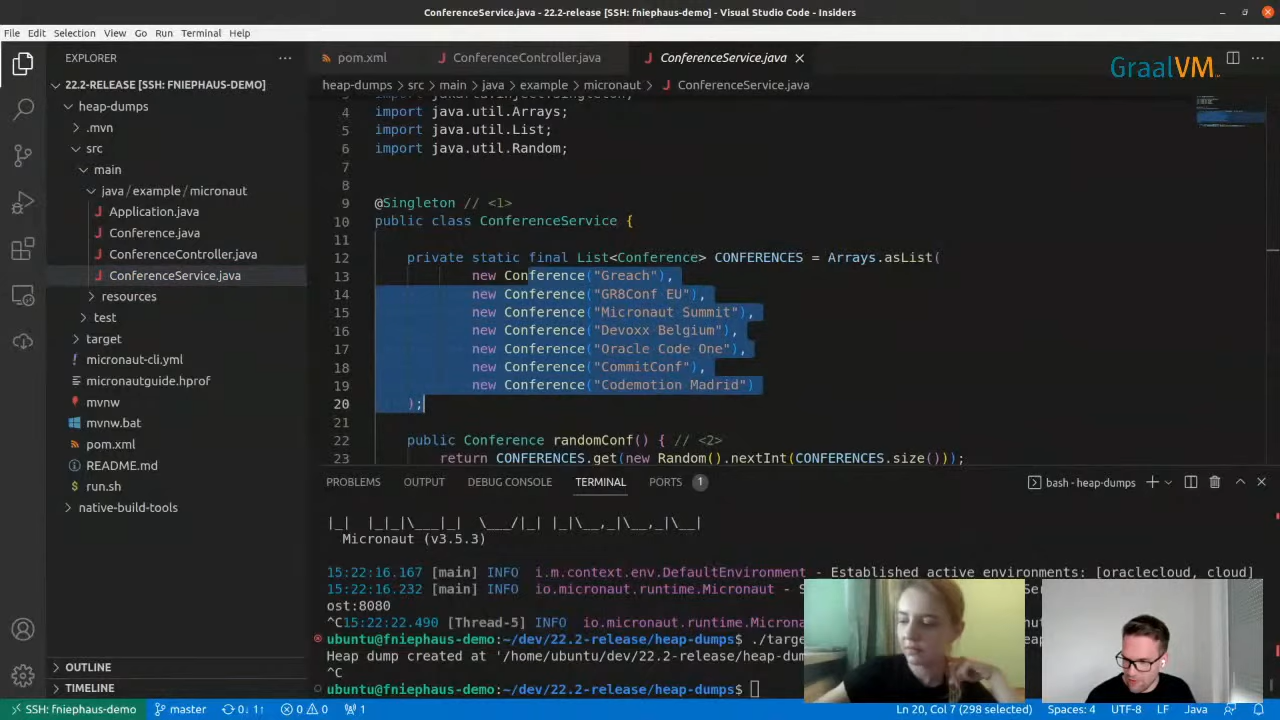 ConferenceService.java - 22.2-release [SSH: fniephaus-demo] - Visual Studio Code - Insiders
File Edit Selection View Go Run Terminal Help
EXPLORER
pom.xml ConferenceController.java ConferenceService.java
GraalVM
22.2-RELEASE [SSH: FNIEPHAUS-DEMO]
heap-dumps
.mvn
src
main
java / example / micronaut
Application.java
Conference.java
ConferenceController.java
ConferenceService.java
resources
test
target
micronaut-cli.yml
micronautguide.hprof
mvnw
mvnw.bat
pom.xml
README.md
run.sh
native-build-tools
OUTLINE
TIMELINE
heap-dumps > src > main > java > example > micronaut > ConferenceService.java
4 import java.util.Arrays;
5 import java.util.List;
6 import java.util.Random;
7
8
9 @Singleton // <1>
10 public class ConferenceService {
11
12 private static final List<Conference> CONFERENCES = Arrays.asList(
13 new Conference("Greach"),
14 new Conference("GR8Conf EU"),
15 new Conference("Micronaut Summit"),
16 new Conference("Devoxx Belgium"),
17 new Conference("Oracle Code One"),
18 new Conference("CommitConf"),
19 new Conference("Codemotion Madrid")
20 );
21
22 public Conference randomConf() { // <2>
23 return CONFERENCES.get(new Random().nextInt(CONFERENCES.size()));
PROBLEMS OUTPUT DEBUG CONSOLE TERMINAL PORTS 1
bash - heap-dumps
|_|  |_|_|\___|_|  \___/|_| |_|\__,_|\__,_|\__|
Micronaut (v3.5.3)
15:22:16.167 [main] INFO i.m.context.env.DefaultEnvironment - Established active environments: [oraclecloud, cloud]
15:22:16.232 [main] INFO io.micronaut.runtime.Micronaut - S
ost:8080
^C15:22:22.490 [Thread-5] INFO io.micronaut.runtime.Microna
ubuntu@fniephaus-demo:~/dev/22.2-release/heap-dumps$ ./targe
Heap dump created at '/home/ubuntu/dev/22.2-release/heap-dum
^C
ubuntu@fniephaus-demo:~/dev/22.2-release/heap-dumps$
SSH: fniephaus-demo master 0↓ 1↑ 0 0 1 Ln 20, Col 7 (298 selected) Spaces: 4 UTF-8 LF Java